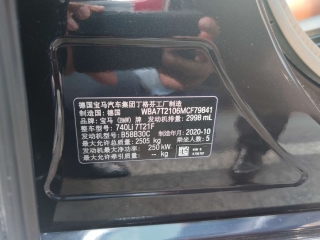 德国宝马汽车集团丁格芬工厂制造
制造国: 德国 WBA7T2106MCF79841
品牌: 宝马 (BMW) 牌 发动机排量: 2998 mL
整车型号: 740Li 7T21F
发动机型号: B58B30C 制造年月: 2020-10
最大允许总质量: 2505 kg 乘坐人数: 5
发动机最大净功率: 250 kW
最大允许牵引质量: — kg